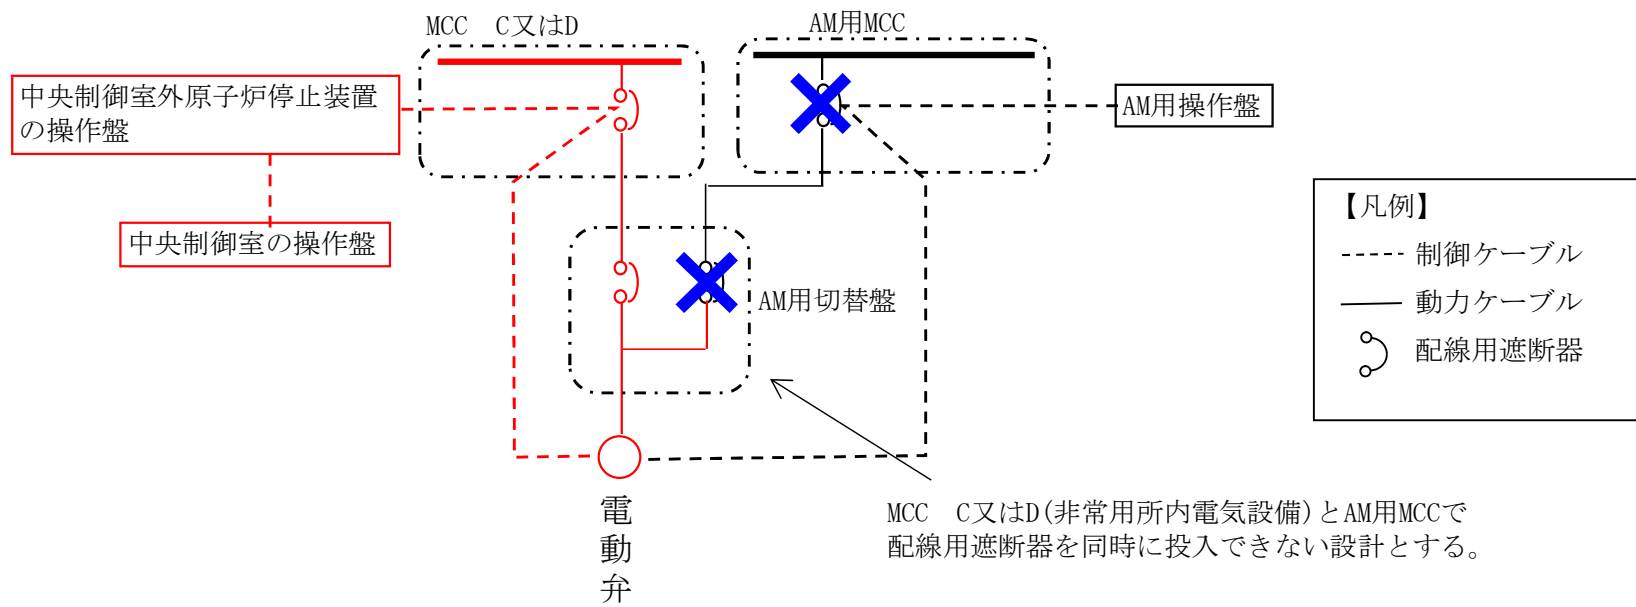 MCC　C又はD
AM用MCC
中央制御室外原子炉停止装置
の操作盤
AM用操作盤
中央制御室の操作盤
【凡例】
制御ケーブル
動力ケーブル
配線用遮断器
AM用切替盤
電動弁
MCC　C又はD(非常用所内電気設備)とAM用MCCで
配線用遮断器を同時に投入できない設計とする。